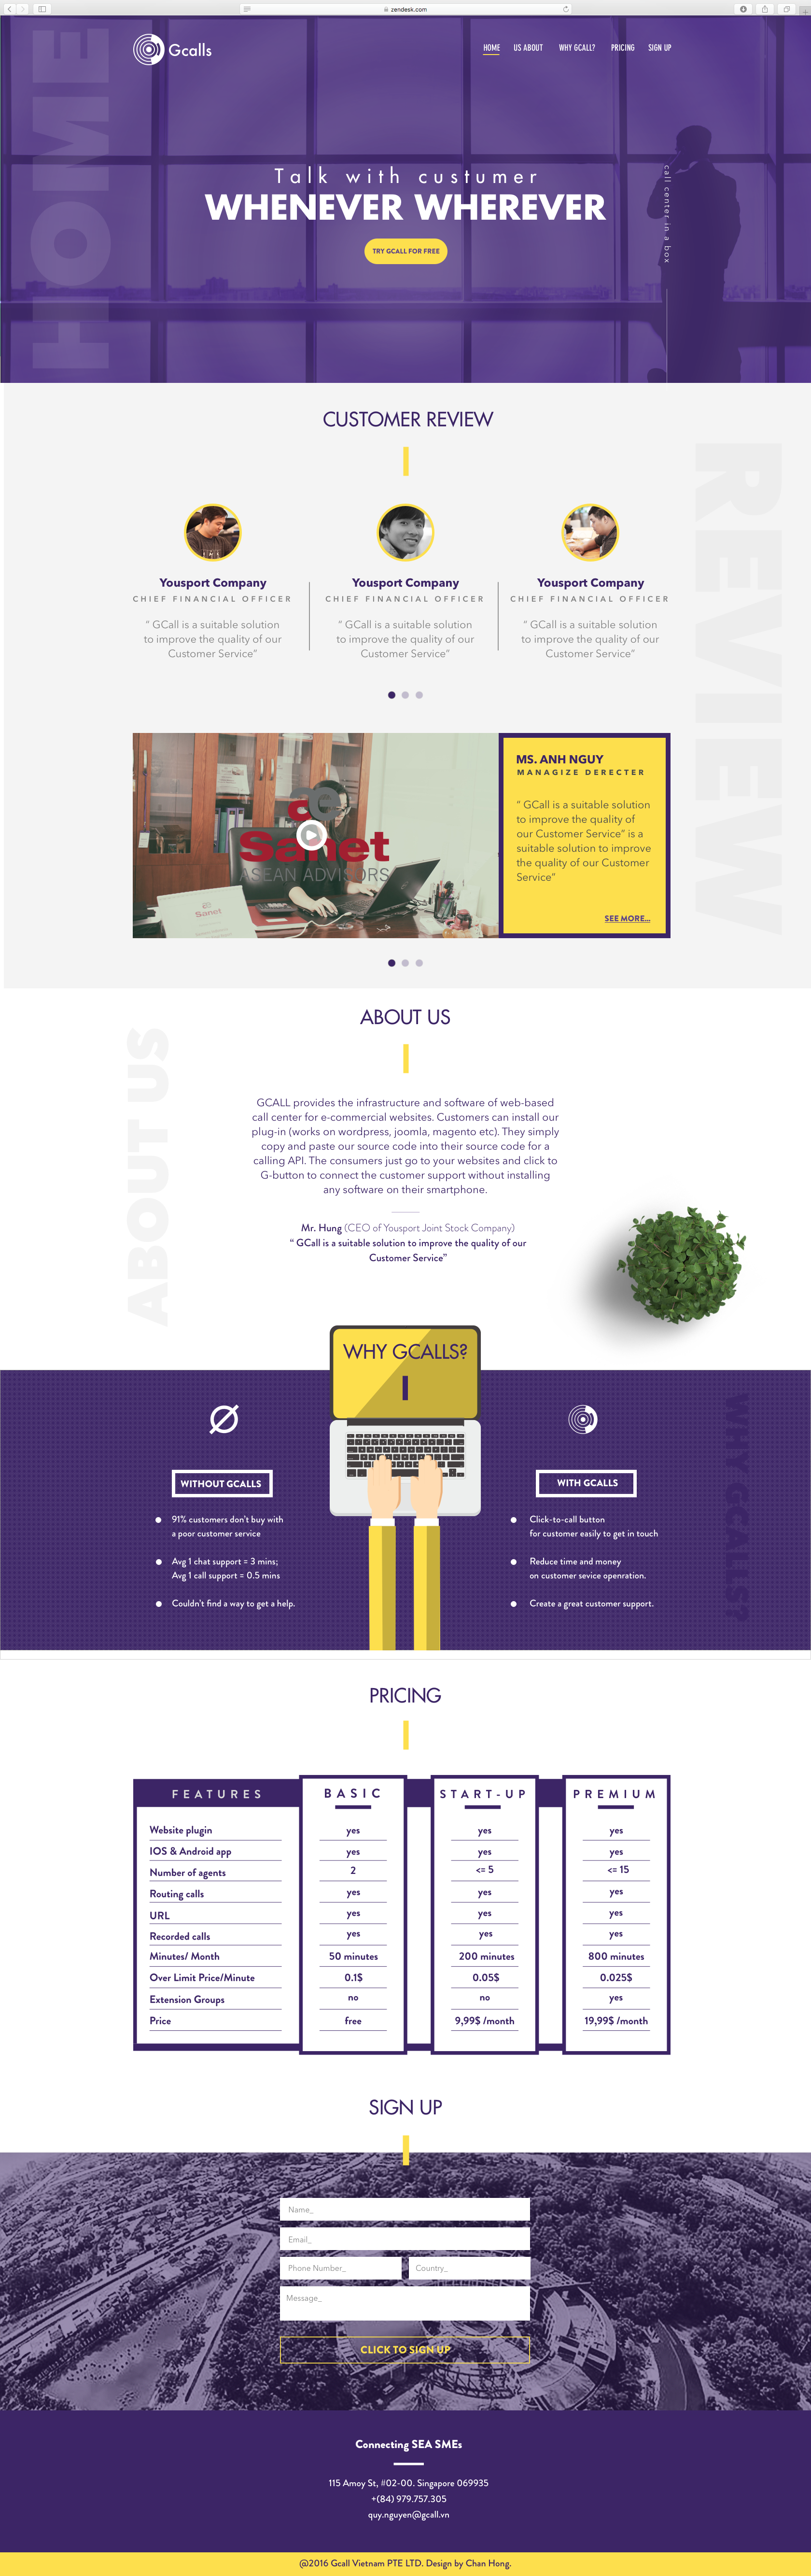 zendesk.com
Gcalls
HOME
US ABOUT
WHY GCALL?
PRICING
SIGN UP
HOME
Talk with custumer
WHENEVER WHEREVER
TRY GCALL FOR FREE
call center in a box
CUSTOMER REVIEW
REVIEW
Yousport Company
CHIEF FINANCIAL OFFICER
“ GCall is a suitable solution
to improve the quality of our
Customer Service”
Yousport Company
CHIEF FINANCIAL OFFICER
“ GCall is a suitable solution
to improve the quality of our
Customer Service”
Yousport Company
CHIEF FINANCIAL OFFICER
“ GCall is a suitable solution
to improve the quality of our
Customer Service”
REVIEW
ae
Sanet
ASEAN ADVISORS
Sanet
MS. ANH NGUY
MANAGIZE DERECTER
“ GCall is a suitable solution
to improve the quality of
our Customer Service” is a
suitable solution to improve
the quality of our Customer
Service”
SEE MORE...
ABOUT US
ABOUT US
GCALL provides the infrastructure and software of web-based
call center for e-commercial websites. Customers can install our
plug-in (works on wordpress, joomla, magento etc). They simply
copy and paste our source code into their source code for a
calling API. The consumers just go to your websites and click to
G-button to connect the customer support without installing
any software on their smartphone.
Mr. Hung (CEO of Yousport Joint Stock Company)
“ GCall is a suitable solution to improve the quality of our
Customer Service”
WHY GCALLS?
WHY GCALLS?
WITHOUT GCALLS
91% customers don’t buy with
a poor customer service
Avg 1 chat support = 3 mins;
Avg 1 call support = 0.5 mins
Couldn’t find a way to get a help.
WITH GCALLS
Click-to-call button
for customer easily to get in touch
Reduce time and money
on customer sevice openration.
Create a great customer support.
PRICING
FEATURES BASIC START-UP PREMIUM
Website plugin yes yes yes
IOS & Android app yes yes yes
Number of agents 2 <= 5 <= 15
Routing calls yes yes yes
URL yes yes yes
Recorded calls yes yes yes
Minutes/ Month 50 minutes 200 minutes 800 minutes
Over Limit Price/Minute 0.1$ 0.05$ 0.025$
Extension Groups no no yes
Price free 9,99$ /month 19,99$ /month
SIGN UP
Name_
Email_
Phone Number_
Country_
Message_
CLICK TO SIGN UP
Connecting SEA SMEs
115 Amoy St, #02-00. Singapore 069935
+(84) 979.757.305
quy.nguyen@gcall.vn
@2016 Gcall Vietnam PTE LTD. Design by Chan Hong.